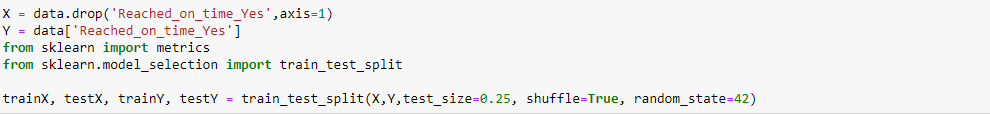 X = data.drop('Reached_on_time_Yes',axis=1)
Y = data['Reached_on_time_Yes']
from sklearn import metrics
from sklearn.model_selection import train_test_split
trainX, testX, trainY, testY = train_test_split(X,Y,test_size=0.25, shuffle=True, random_state=42)